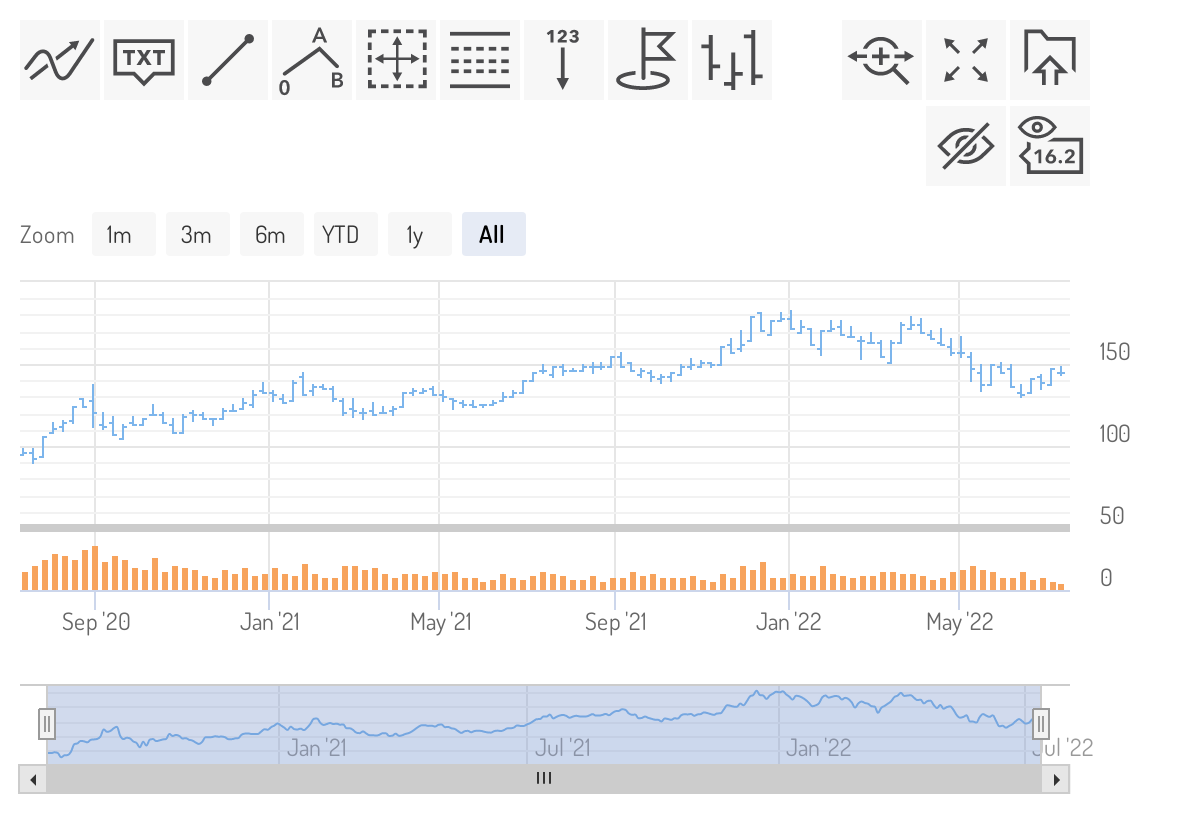 TXT
A
0 B
123
16.2
Zoom 1m 3m 6m YTD 1y All
150
100
50
0
Sep '20 Jan '21 May '21 Sep '21 Jan '22 May '22
Jan '21 Jul '21 Jan '22 Jul '22